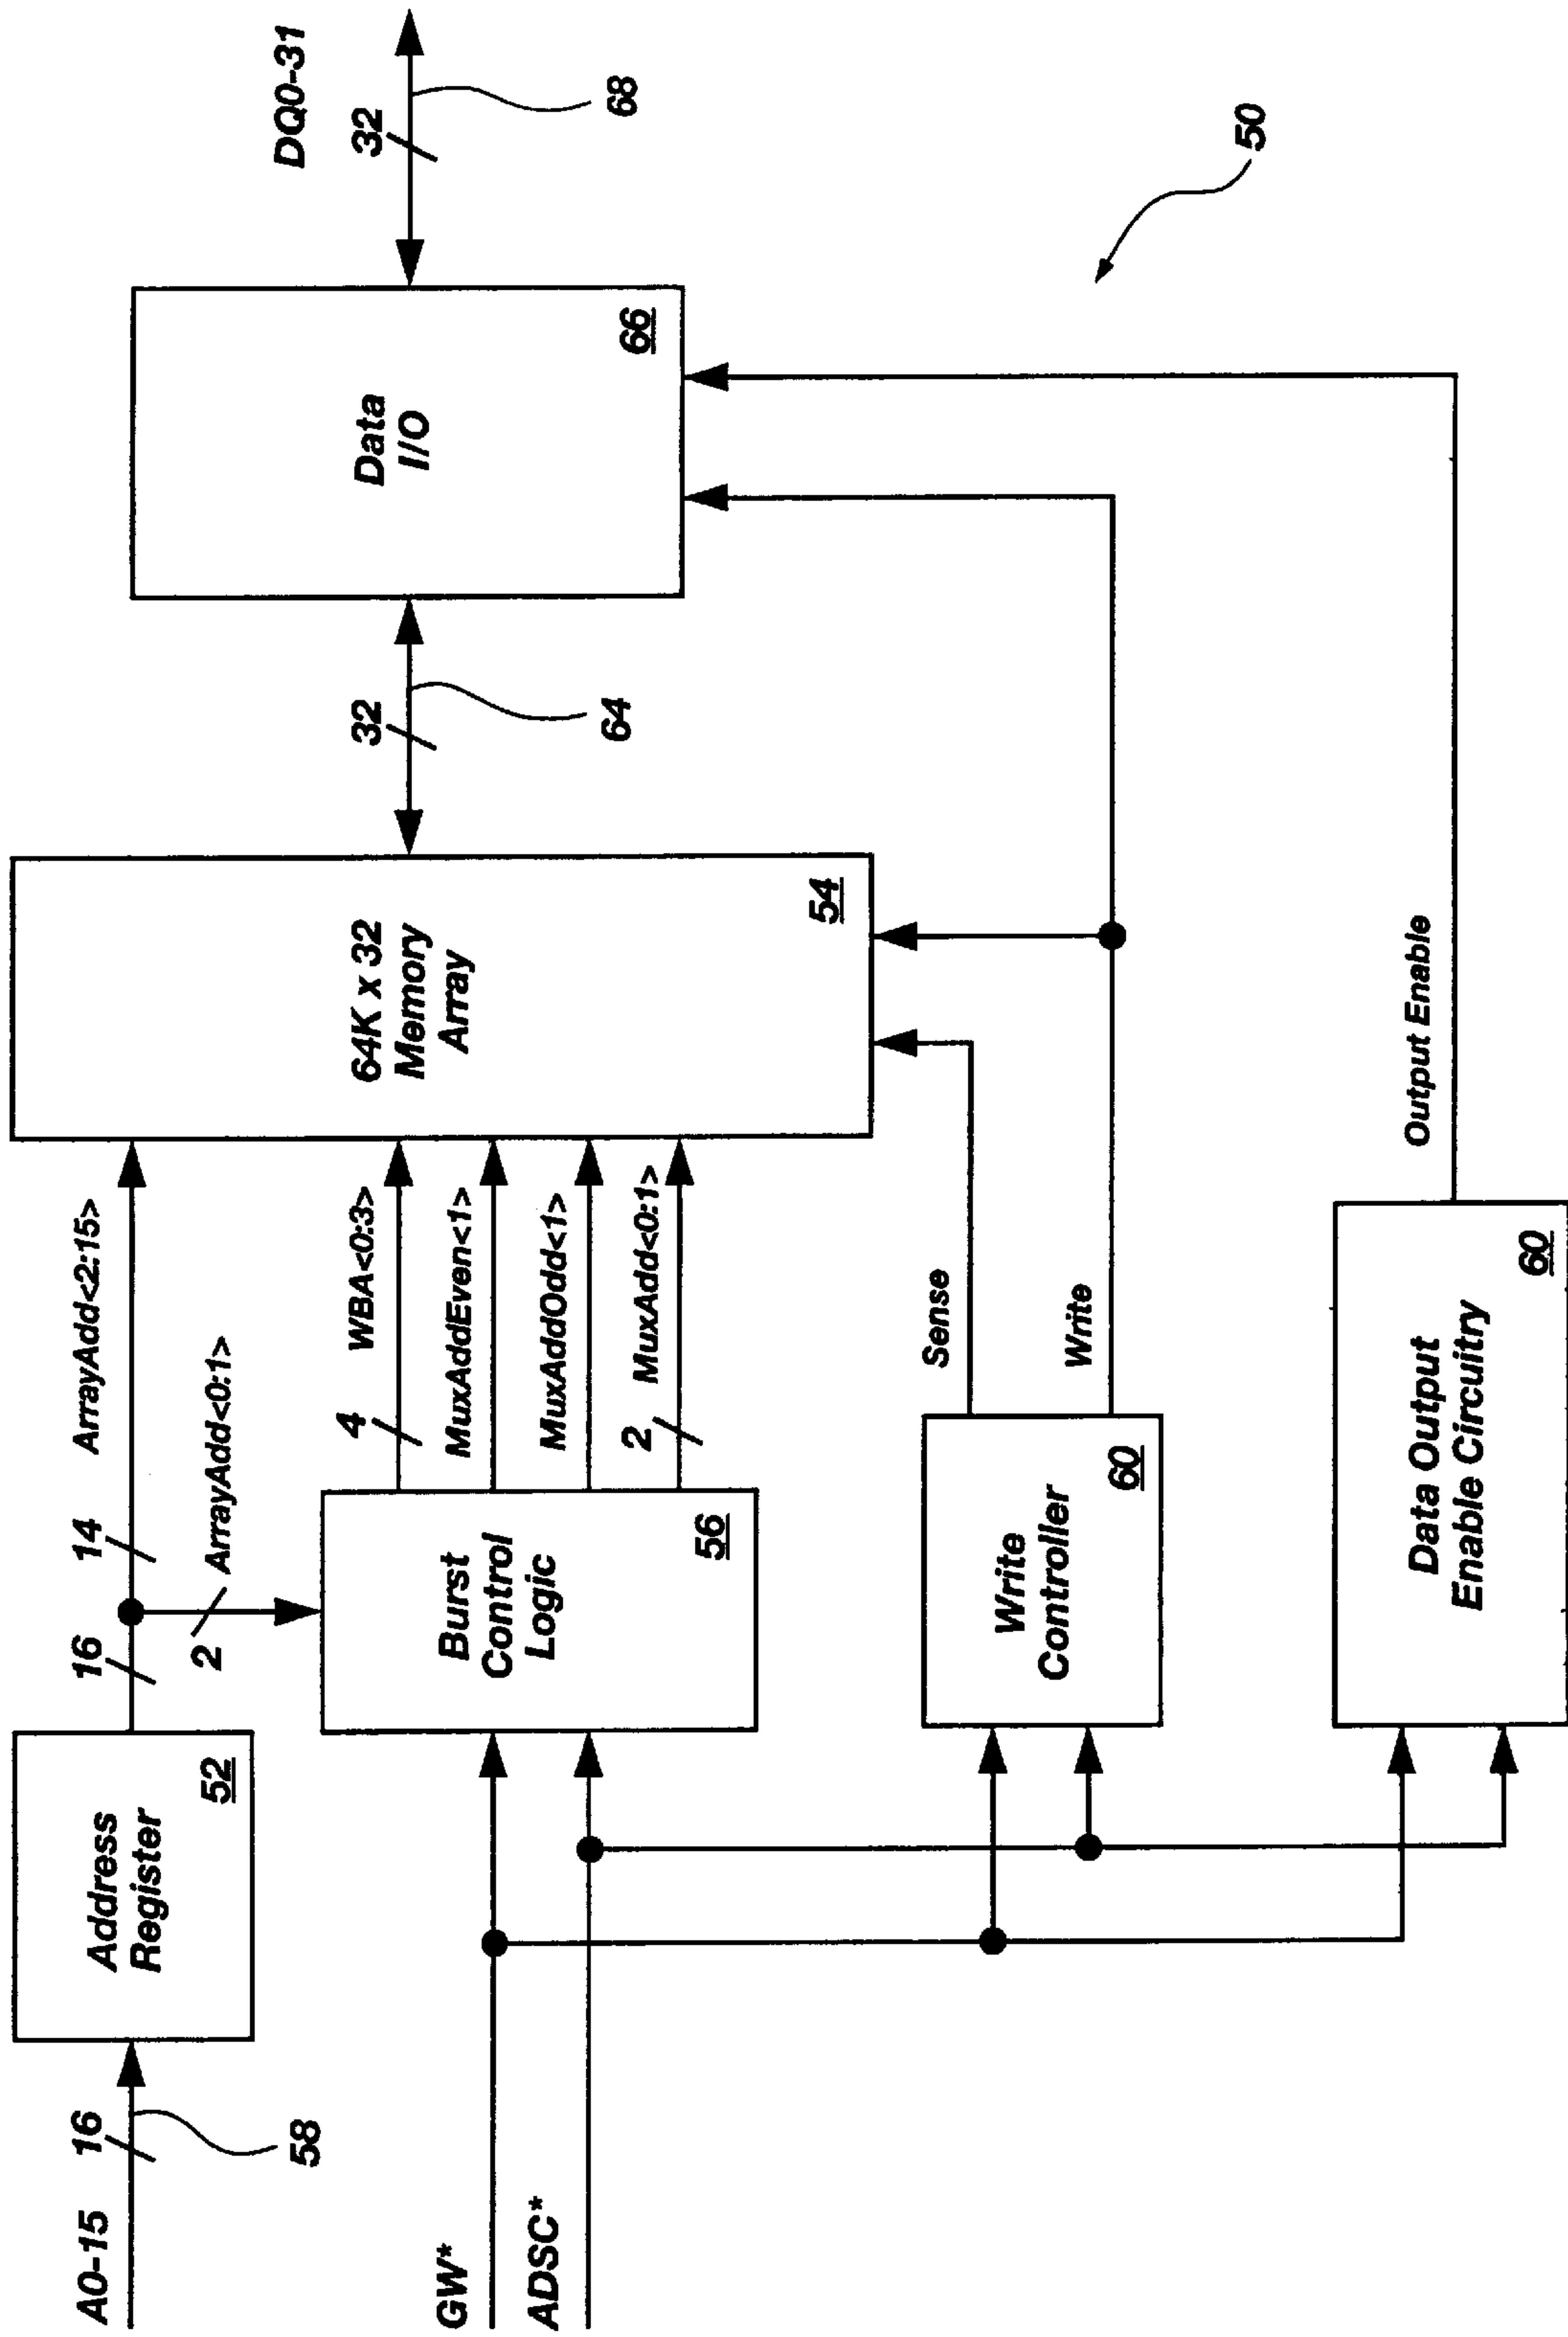 A0-15
16
58
Address
Register
52
16
14
ArrayAdd<2:15>
2
ArrayAdd<0:1>
GW*
ADSC*
Burst
Control
Logic
56
4
WBA<0:3>
MuxAddEven<1>
MuxAddOdd<1>
2
MuxAdd<0:1>
64K x 32
Memory
Array
54
32
64
Data
I/O
66
DQ0-31
32
68
Write
Controller
60
Sense
Write
Data Output
Enable Circuitry
60
Output Enable
50